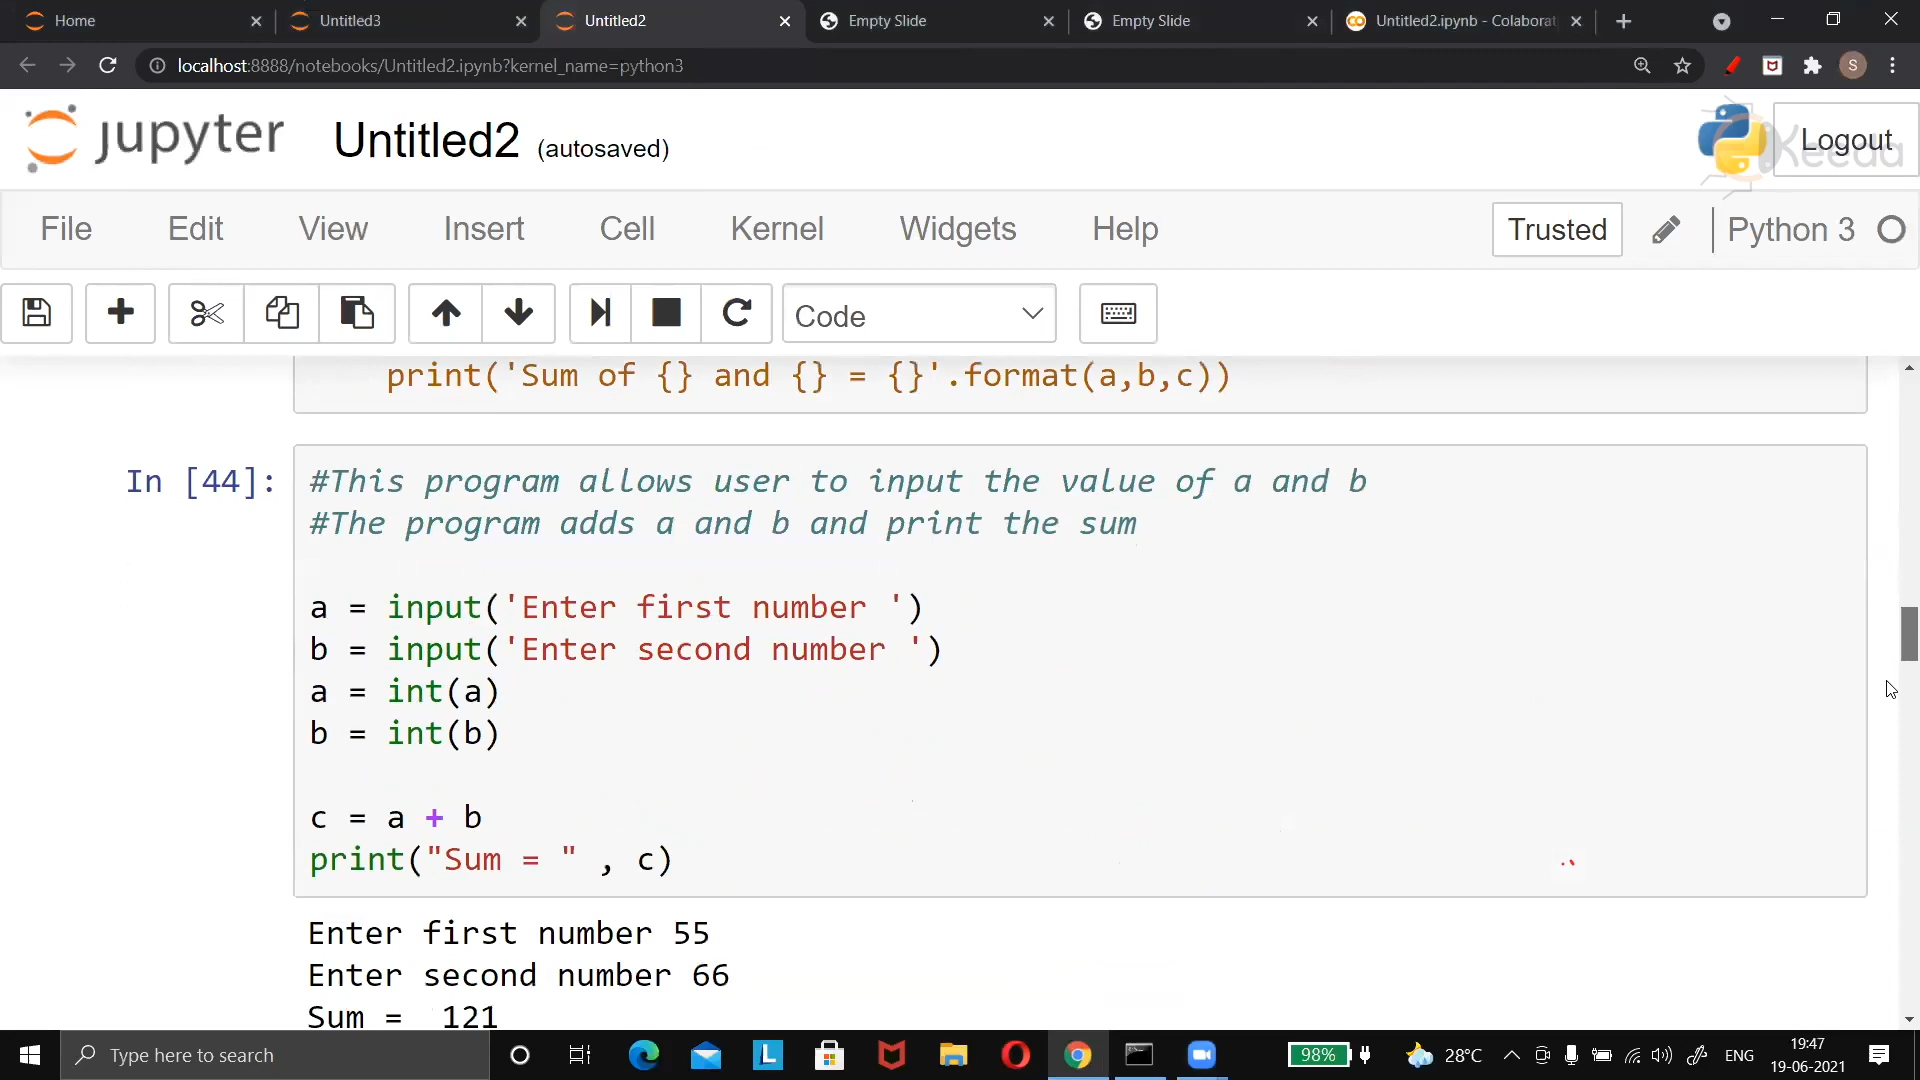 Home
Untitled3
Untitled2
Empty Slide
Empty Slide
Untitled2.ipynb - Colaborat
localhost:8888/notebooks/Untitled2.ipynb?kernel_name=python3
S
jupyter Untitled2 (autosaved)
Keeda
Logout
File Edit View Insert Cell Kernel Widgets Help
Trusted
Python 3
Code
print('Sum of {} and {} = {}'.format(a,b,c))
In [44]:
#This program allows user to input the value of a and b
#The program adds a and b and print the sum
a = input('Enter first number ')
b = input('Enter second number ')
a = int(a)
b = int(b)
c = a + b
print("Sum = " , c)
Enter first number 55
Enter second number 66
Sum =  121
Type here to search
L
98%
28°C
ENG
19:47
19-06-2021